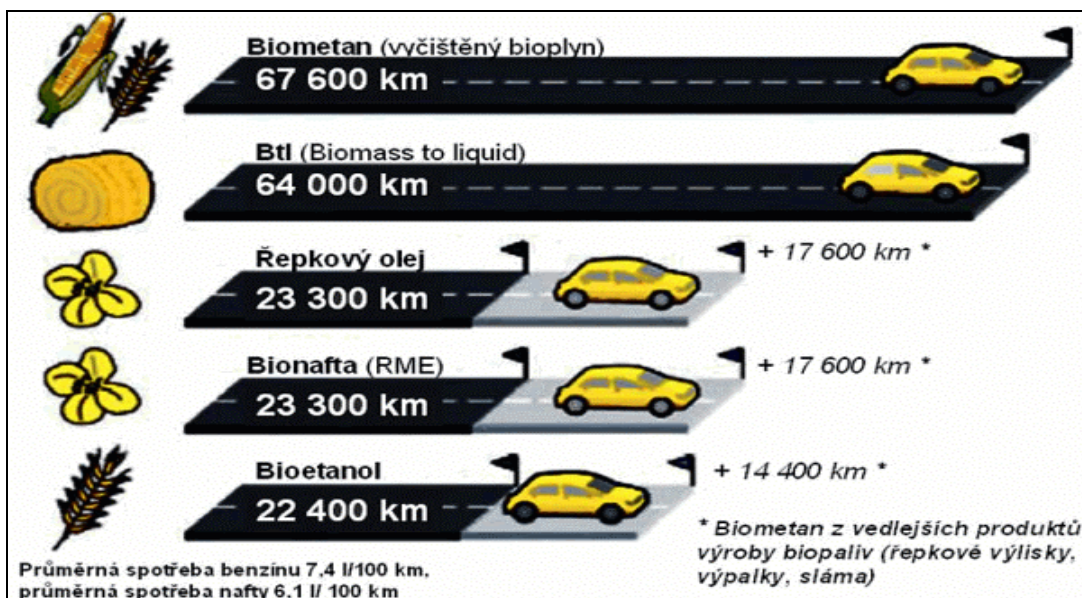 Biometan (vyčištěný bioplyn)
67 600 km
Btl (Biomass to liquid)
64 000 km
Řepkový olej
23 300 km
+ 17 600 km *
Bionafta (RME)
23 300 km
+ 17 600 km *
Bioetanol
22 400 km
+ 14 400 km *
* Biometan z vedlejších produktů
výroby biopaliv (řepkové výlisky,
výpalky, sláma)
Průměrná spotřeba benzínu 7,4 l/100 km,
průměrná spotřeba nafty 6,1 l/ 100 km